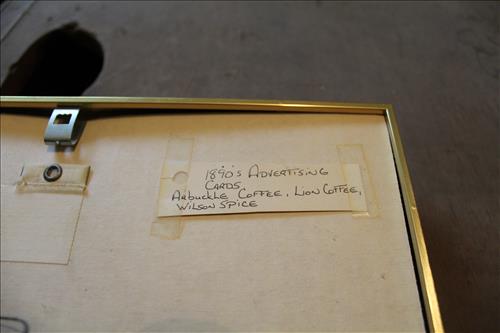 1890's Advertising
Cards
Arbuckle Coffee, Lion Coffee,
Wilson Spice